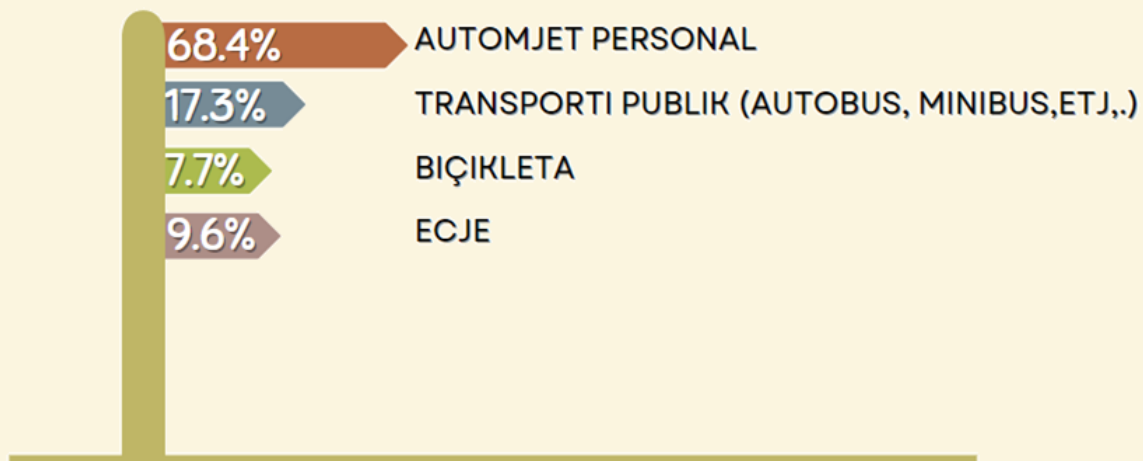 68.4% AUTOMJET PERSONAL
17.3% TRANSPORTI PUBLIK (AUTOBUS, MINIBUS,ETJ,.)
7.7% BIÇIKLETA
9.6% ECJE